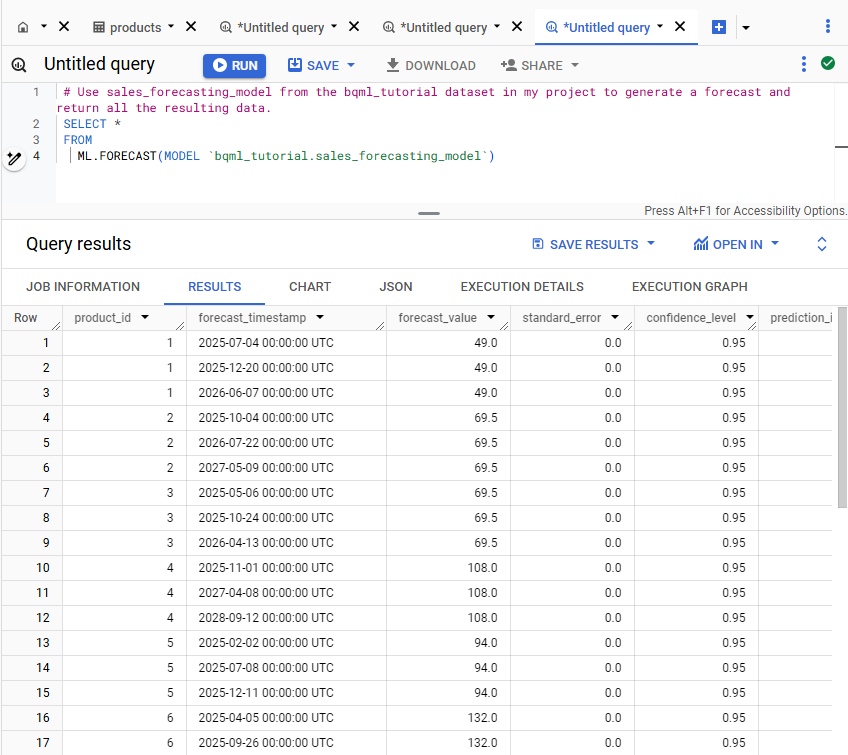 products
*Untitled query
*Untitled query
*Untitled query
Untitled query
RUN
SAVE
DOWNLOAD
SHARE
1 # Use sales_forecasting_model from the bqml_tutorial dataset in my project to generate a forecast and
return all the resulting data.
2 SELECT *
3 FROM
4 ML.FORECAST(MODEL `bqml_tutorial.sales_forecasting_model`)
Press Alt+F1 for Accessibility Options.
Query results
SAVE RESULTS
OPEN IN
JOB INFORMATION RESULTS CHART JSON EXECUTION DETAILS EXECUTION GRAPH
Row product_id forecast_timestamp forecast_value standard_error confidence_level prediction_i
1 1 2025-07-04 00:00:00 UTC 49.0 0.0 0.95
2 1 2025-12-20 00:00:00 UTC 49.0 0.0 0.95
3 1 2026-06-07 00:00:00 UTC 49.0 0.0 0.95
4 2 2025-10-04 00:00:00 UTC 69.5 0.0 0.95
5 2 2026-07-22 00:00:00 UTC 69.5 0.0 0.95
6 2 2027-05-09 00:00:00 UTC 69.5 0.0 0.95
7 3 2025-05-06 00:00:00 UTC 69.5 0.0 0.95
8 3 2025-10-24 00:00:00 UTC 69.5 0.0 0.95
9 3 2026-04-13 00:00:00 UTC 69.5 0.0 0.95
10 4 2025-11-01 00:00:00 UTC 108.0 0.0 0.95
11 4 2027-04-08 00:00:00 UTC 108.0 0.0 0.95
12 4 2028-09-12 00:00:00 UTC 108.0 0.0 0.95
13 5 2025-02-02 00:00:00 UTC 94.0 0.0 0.95
14 5 2025-07-08 00:00:00 UTC 94.0 0.0 0.95
15 5 2025-12-11 00:00:00 UTC 94.0 0.0 0.95
16 6 2025-04-05 00:00:00 UTC 132.0 0.0 0.95
17 6 2025-09-26 00:00:00 UTC 132.0 0.0 0.95